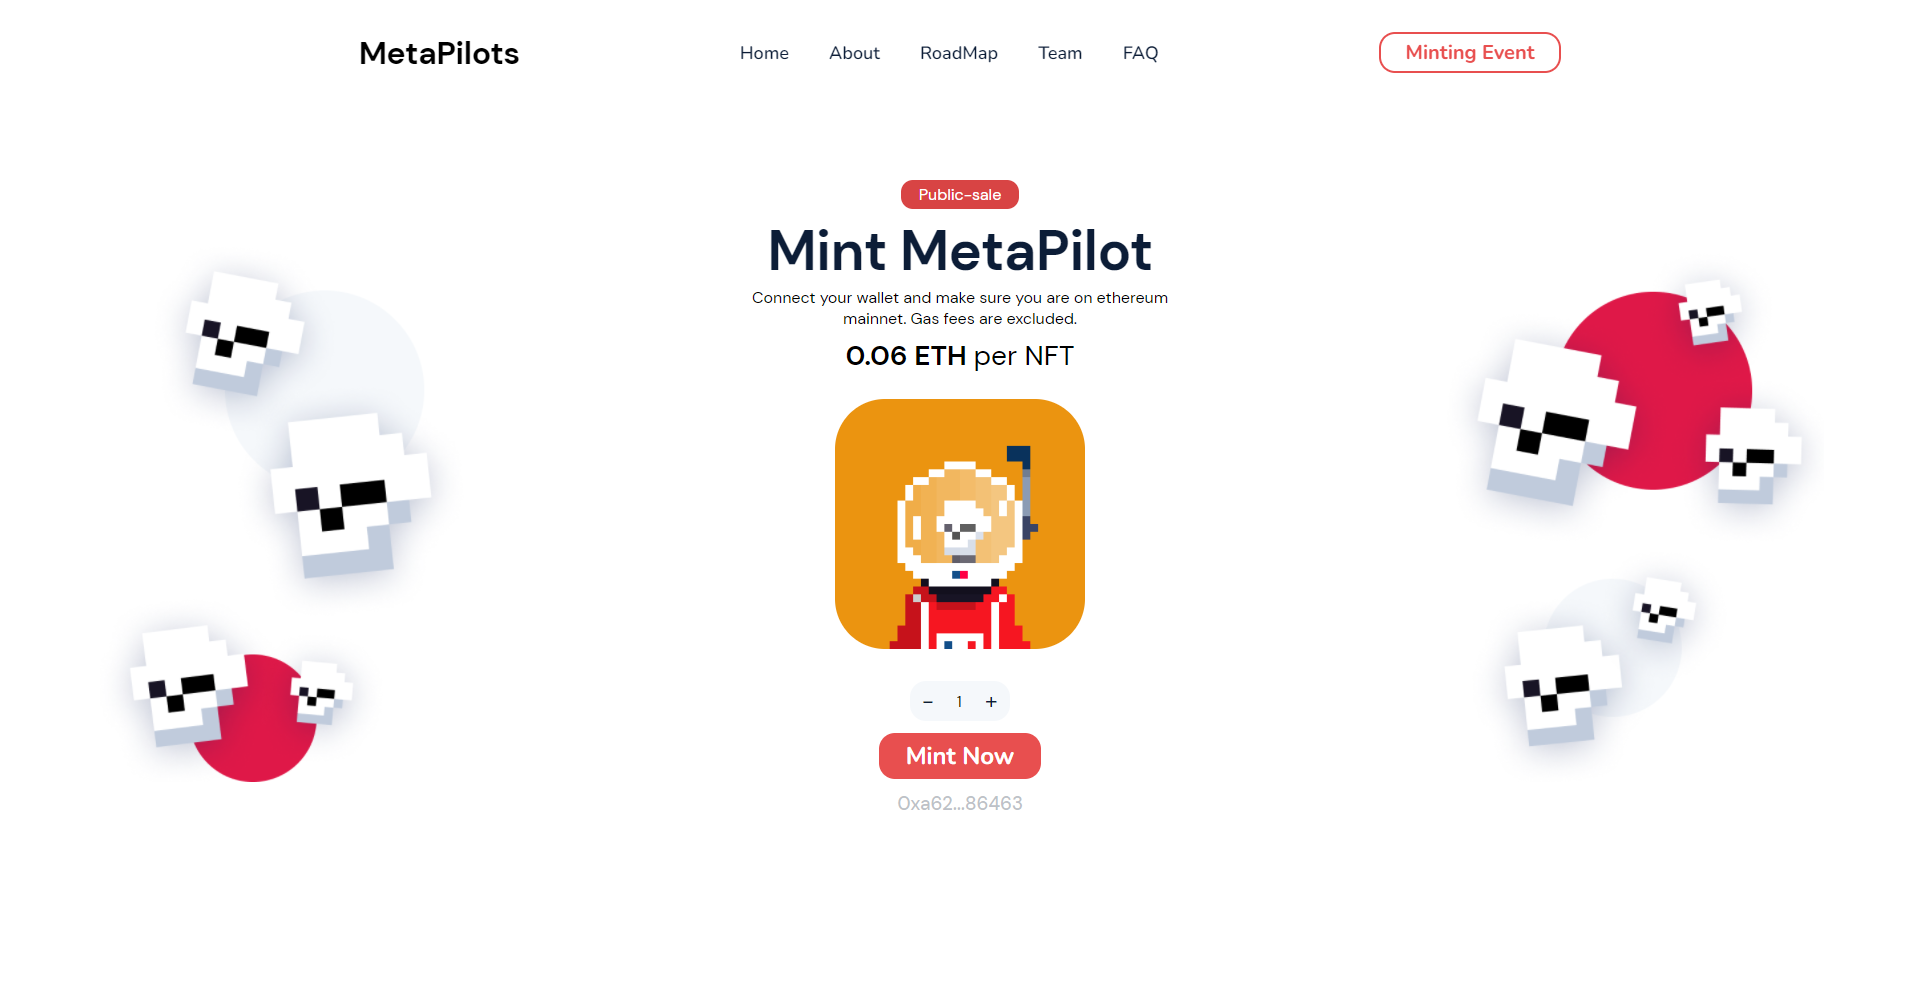 MetaPilots
Home
About
RoadMap
Team
FAQ
Minting Event
Public-sale
Mint MetaPilot
Connect your wallet and make sure you are on ethereum
mainnet. Gas fees are excluded.
0.06 ETH per NFT
− 1 +
Mint Now
0xa62...86463